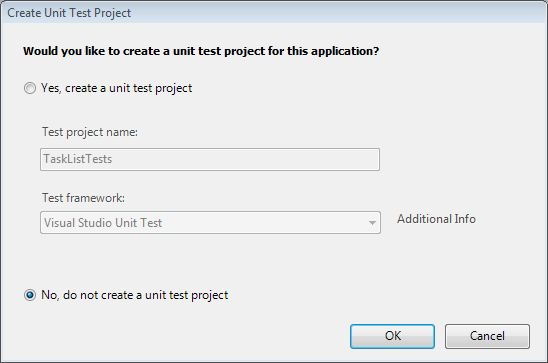 Create Unit Test Project
Would you like to create a unit test project for this application?
Yes, create a unit test project
Test project name:
TaskListTests
Test framework:
Visual Studio Unit Test
Additional Info
No, do not create a unit test project
OK
Cancel